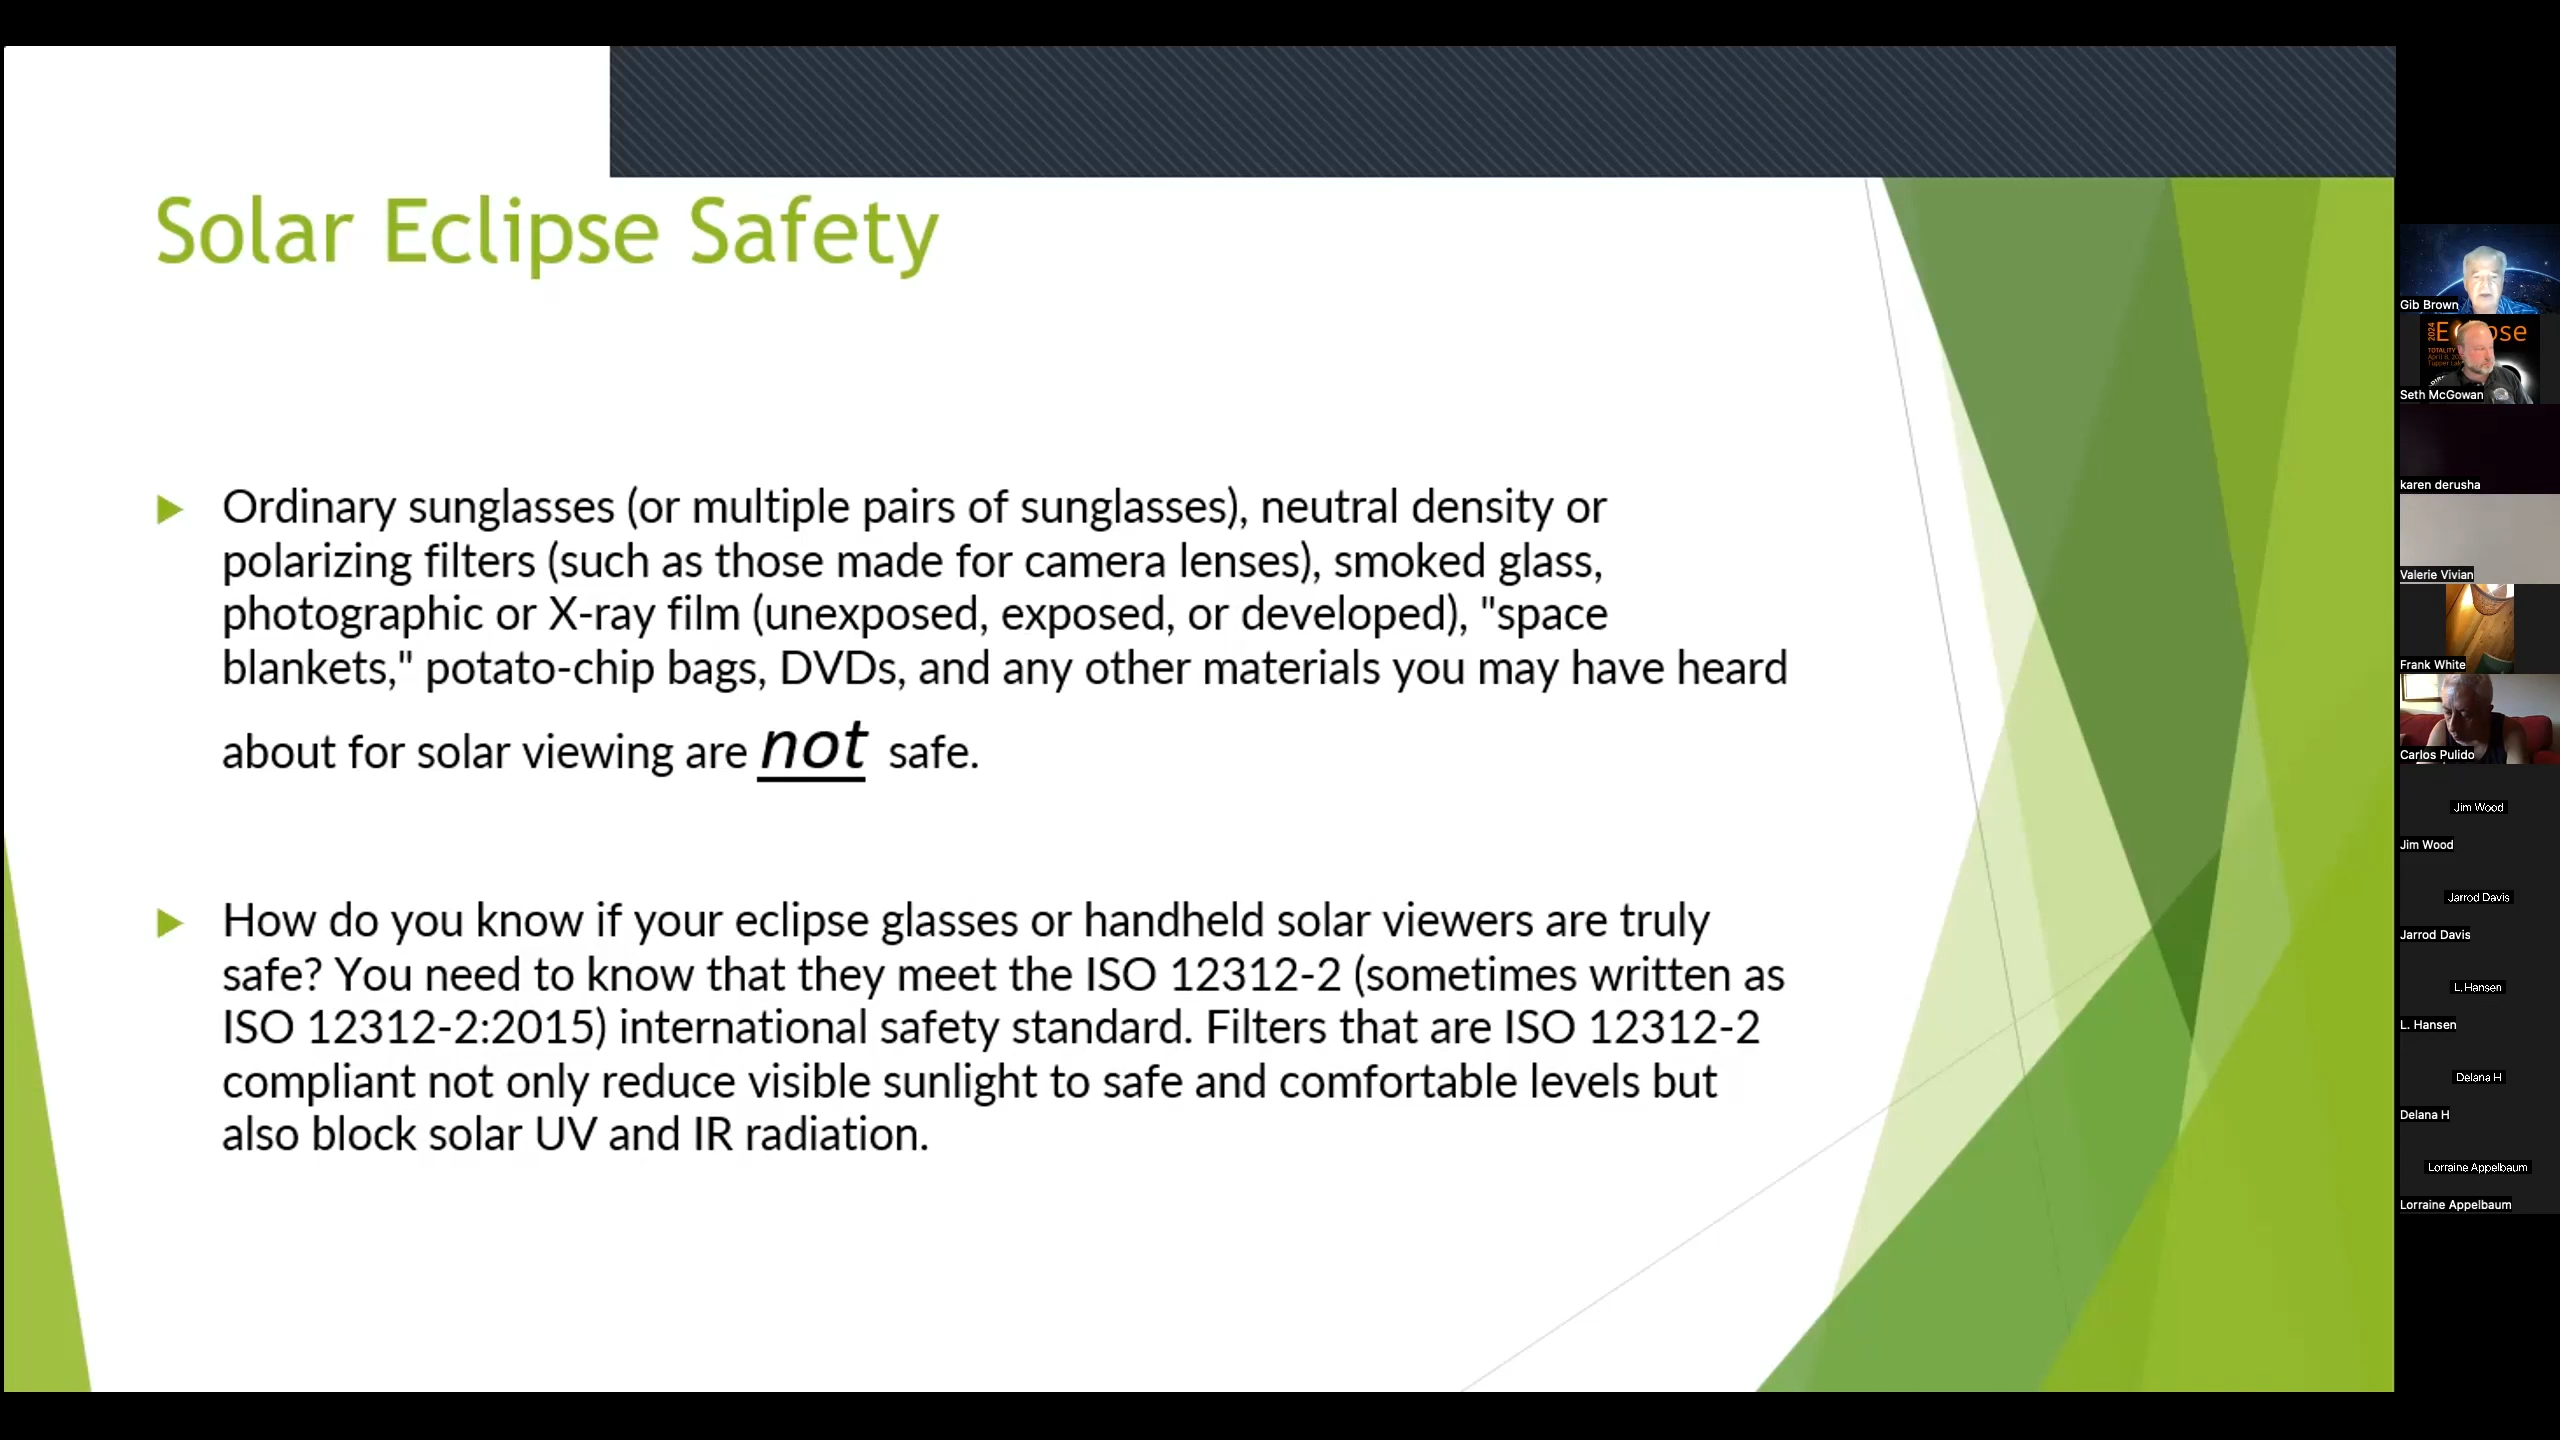 Solar Eclipse Safety
Ordinary sunglasses (or multiple pairs of sunglasses), neutral density or
polarizing filters (such as those made for camera lenses), smoked glass,
photographic or X-ray film (unexposed, exposed, or developed), "space
blankets," potato-chip bags, DVDs, and any other materials you may have heard
about for solar viewing are not safe.
How do you know if your eclipse glasses or handheld solar viewers are truly
safe? You need to know that they meet the ISO 12312-2 (sometimes written as
ISO 12312-2:2015) international safety standard. Filters that are ISO 12312-2
compliant not only reduce visible sunlight to safe and comfortable levels but
also block solar UV and IR radiation.
Gib Brown
2024
TOTALITY
Seth McGowan
karen derusha
Valerie Vivian
Frank White
Carlos Pulido
Jim Wood
Jim Wood
Jarrod Davis
Jarrod Davis
L. Hansen
L. Hansen
Delana H
Delana H
Lorraine Appelbaum
Lorraine Appelbaum